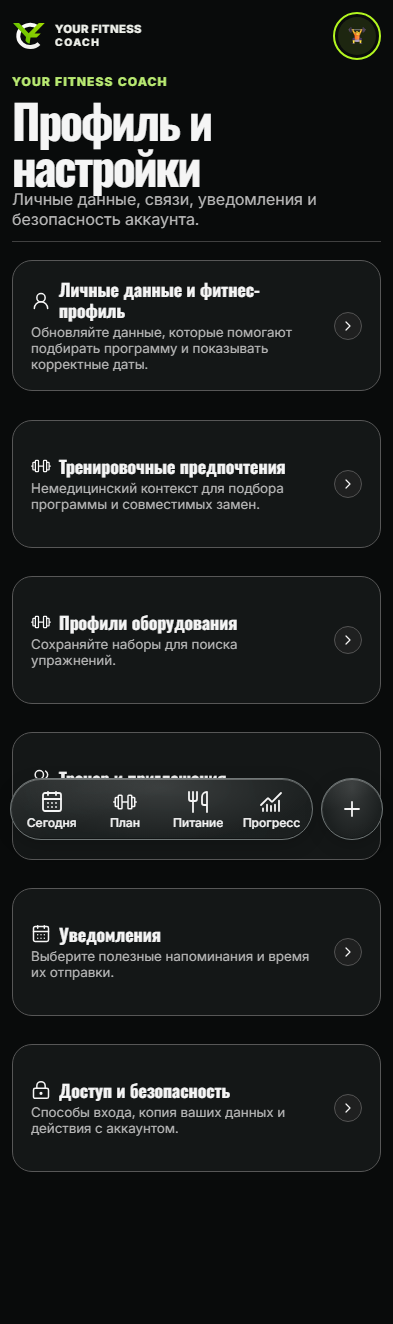 YOUR FITNESS
COACH
YOUR FITNESS COACH
Профиль и
настройки
Личные данные, связи, уведомления и
безопасность аккаунта.
Личные данные и фитнес-
профиль
Обновляйте данные, которые помогают
подбирать программу и показывать
корректные даты.
Тренировочные предпочтения
Немедицинский контекст для подбора
программы и совместимых замен.
Профили оборудования
Сохраняйте наборы для поиска
упражнений.
Тренер и приглашения
Сегодня
План
Питание
Прогресс
Уведомления
Выберите полезные напоминания и время
их отправки.
Доступ и безопасность
Способы входа, копия ваших данных и
действия с аккаунтом.